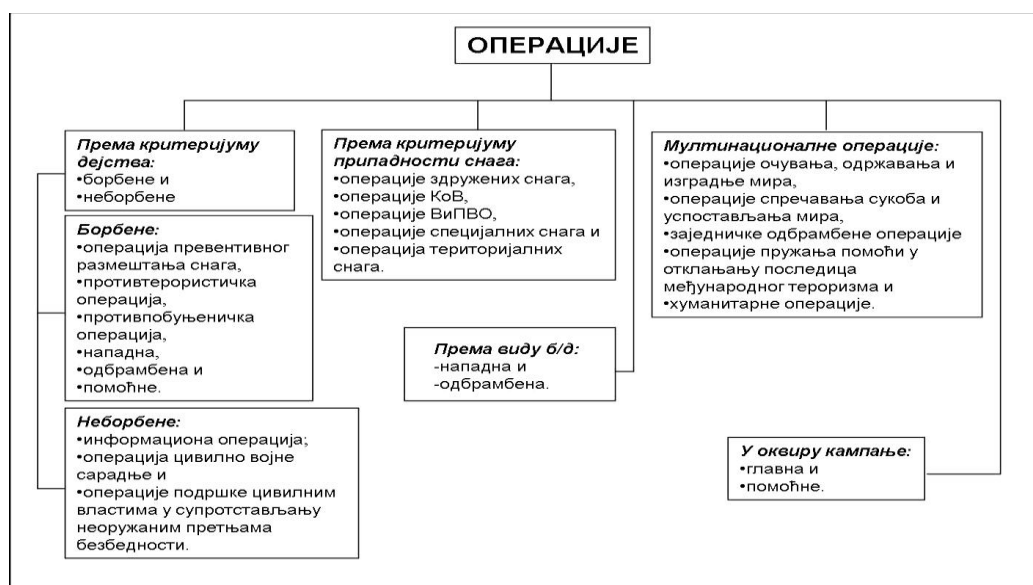 ОПЕРАЦИЈЕ
Према критеријуму
дејства:
•борбене и
•неборбене
Борбене:
•операција превентивног
размештања снага,
•противтерористичка
операција,
•противпобуњеничка
операција,
•нападна,
•одбрамбена и
•помоћне.
Неборбене:
•информациона операција;
•операција цивилно војне
сарадње и
•операције подршке цивилним
властима у супротстављању
неоружаним претњама
безбедности.
Према критеријуму
припадности снага:
•операције здружених снага,
•операције КоВ,
•операције ВиПВО,
•операције специјалних снага и
•операција територијалних
снага.
Према виду б/д:
-нападна и
-одбрамбена.
Мултинационалне операције:
•операције очувања, одржавања и
изградње мира,
•операције спречавања сукоба и
успостављања мира,
•заједничке одбрамбене операције
•операције пружања помоћи у
отклањању последица
међународног тероризма и
•хуманитарне операције.
У оквиру кампање:
•главна и
•помоћне.